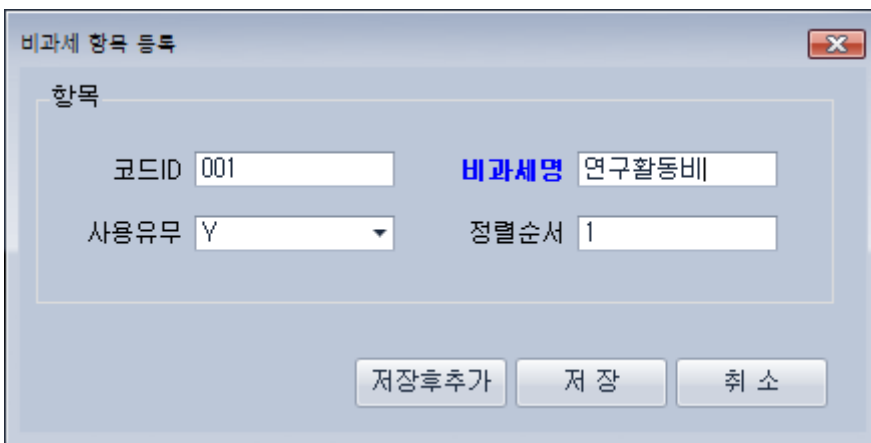 비과세 항목 등록
항목
코드ID 001 비과세명 연구활동비
사용유무 Y 정렬순서 1
저장후추가 저 장 취 소